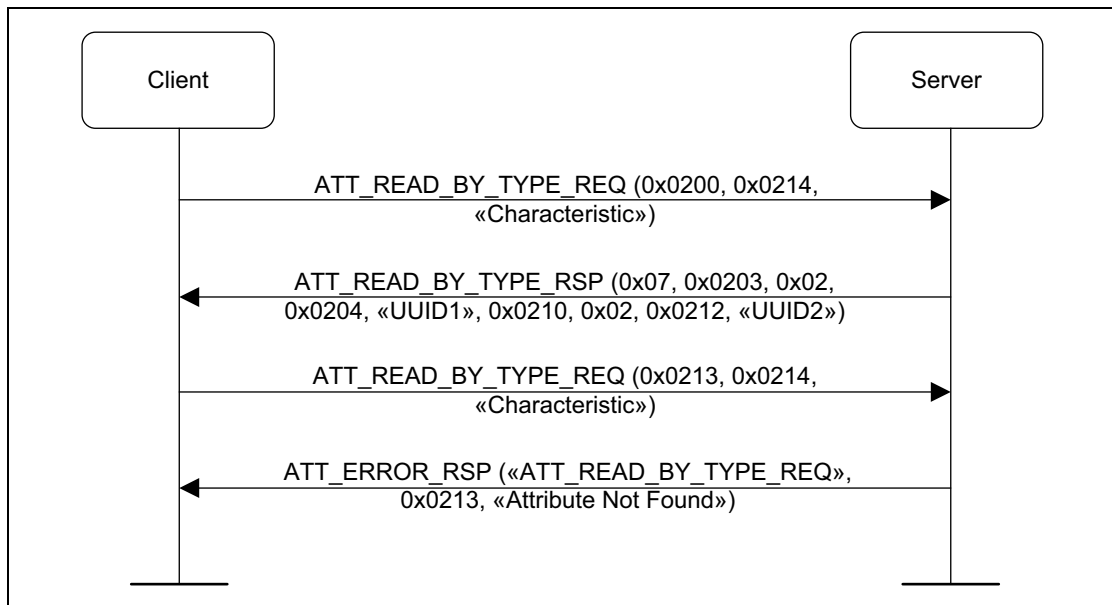 Client
Server
ATT_READ_BY_TYPE_REQ (0x0200, 0x0214,
«Characteristic»)
ATT_READ_BY_TYPE_RSP (0x07, 0x0203, 0x02,
0x0204, «UUID1», 0x0210, 0x02, 0x0212, «UUID2»)
ATT_READ_BY_TYPE_REQ (0x0213, 0x0214,
«Characteristic»)
ATT_ERROR_RSP («ATT_READ_BY_TYPE_REQ»,
0x0213, «Attribute Not Found»)